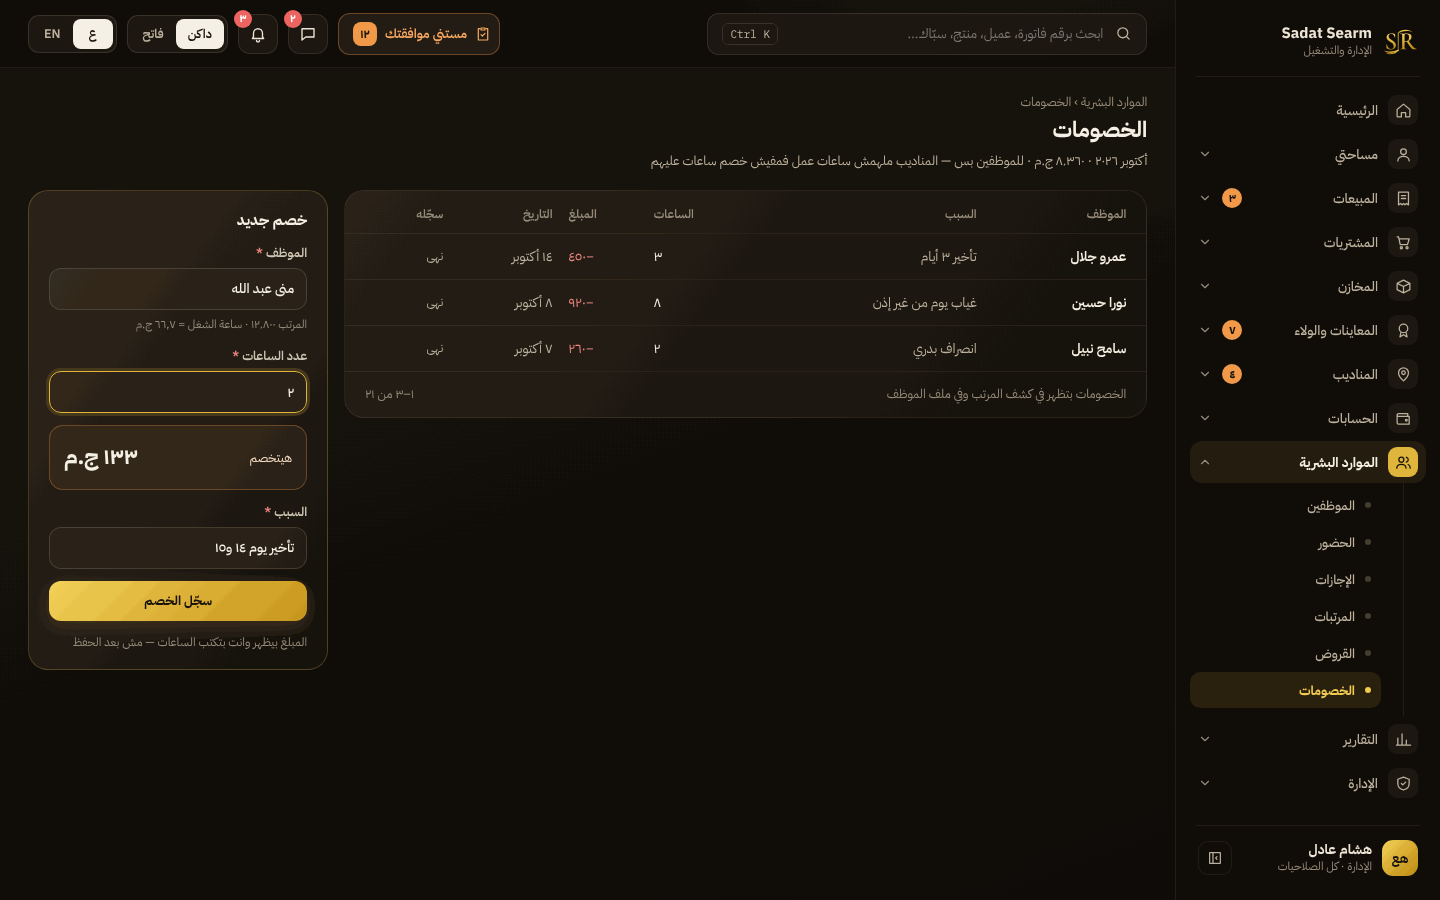 Sadat Searm
الإدارة والتشغيل
الرئيسية
مساحتي
المبيعات ٣
المشتريات
المخازن
المعاينات والولاء ٧
المناديب ٤
الحسابات
الموارد البشرية
الموظفين
الحضور
الإجازات
المرتبات
القروض
الخصومات
التقارير
الإدارة
هع
هشام عادل
الإدارة · كل الصلاحيات
ابحث برقم فاتورة، عميل، منتج، سبّاك... Ctrl K
مستني موافقتك ١٢
٢
٣
داكن فاتح
ع EN
الموارد البشرية › الخصومات
الخصومات
أكتوبر ٢٠٢٦ · ٨,٣٦٠ ج.م · للموظفين بس — المناديب ملهمش ساعات عمل فمفيش خصم ساعات عليهم
الموظف السبب الساعات المبلغ التاريخ سجّله
عمرو جلال تأخير ٣ أيام ٣ −٤٥٠ ١٤ أكتوبر نهى
نورا حسين غياب يوم من غير إذن ٨ −٩٢٠ ٨ أكتوبر نهى
سامح نبيل انصراف بدري ٢ −٢٦٠ ٧ أكتوبر نهى
الخصومات بتظهر في كشف المرتب وفي ملف الموظف ١–٣ من ٢١
خصم جديد
الموظف *
منى عبد الله
المرتب ١٢,٨٠٠ · ساعة الشغل = ٦٦,٧ ج.م
عدد الساعات *
٢
هيتخصم ١٣٣ ج.م
السبب *
تأخير يوم ١٤ و١٥
سجّل الخصم
المبلغ بيظهر وانت بتكتب الساعات — مش بعد الحفظ